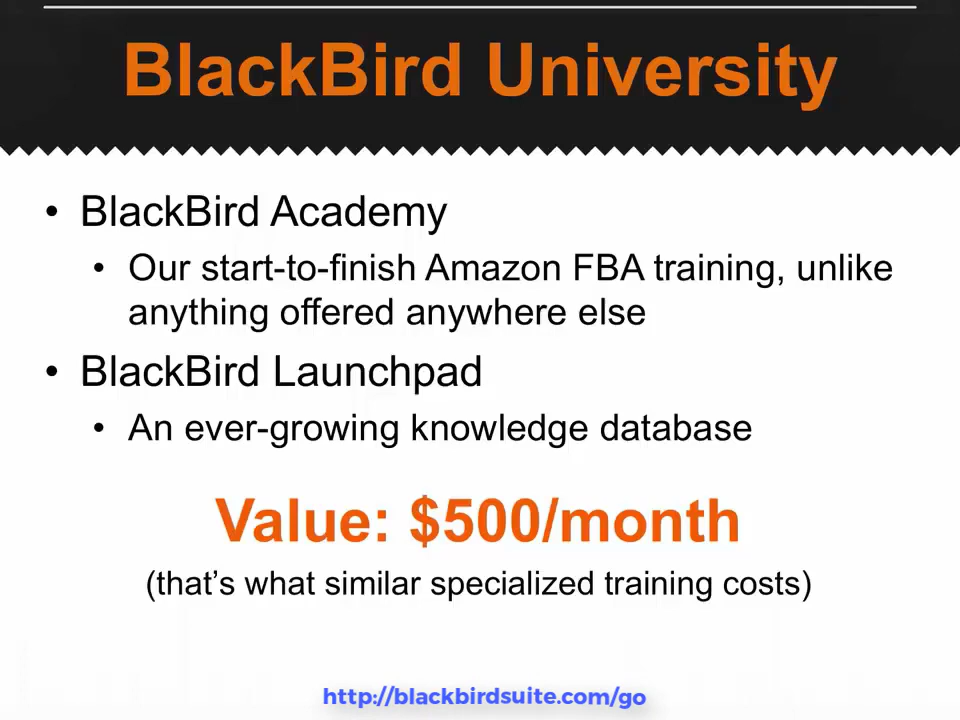 BlackBird University
• BlackBird Academy
• Our start-to-finish Amazon FBA training, unlike
anything offered anywhere else
• BlackBird Launchpad
• An ever-growing knowledge database
Value: $500/month
(that’s what similar specialized training costs)
http://blackbirdsuite.com/go